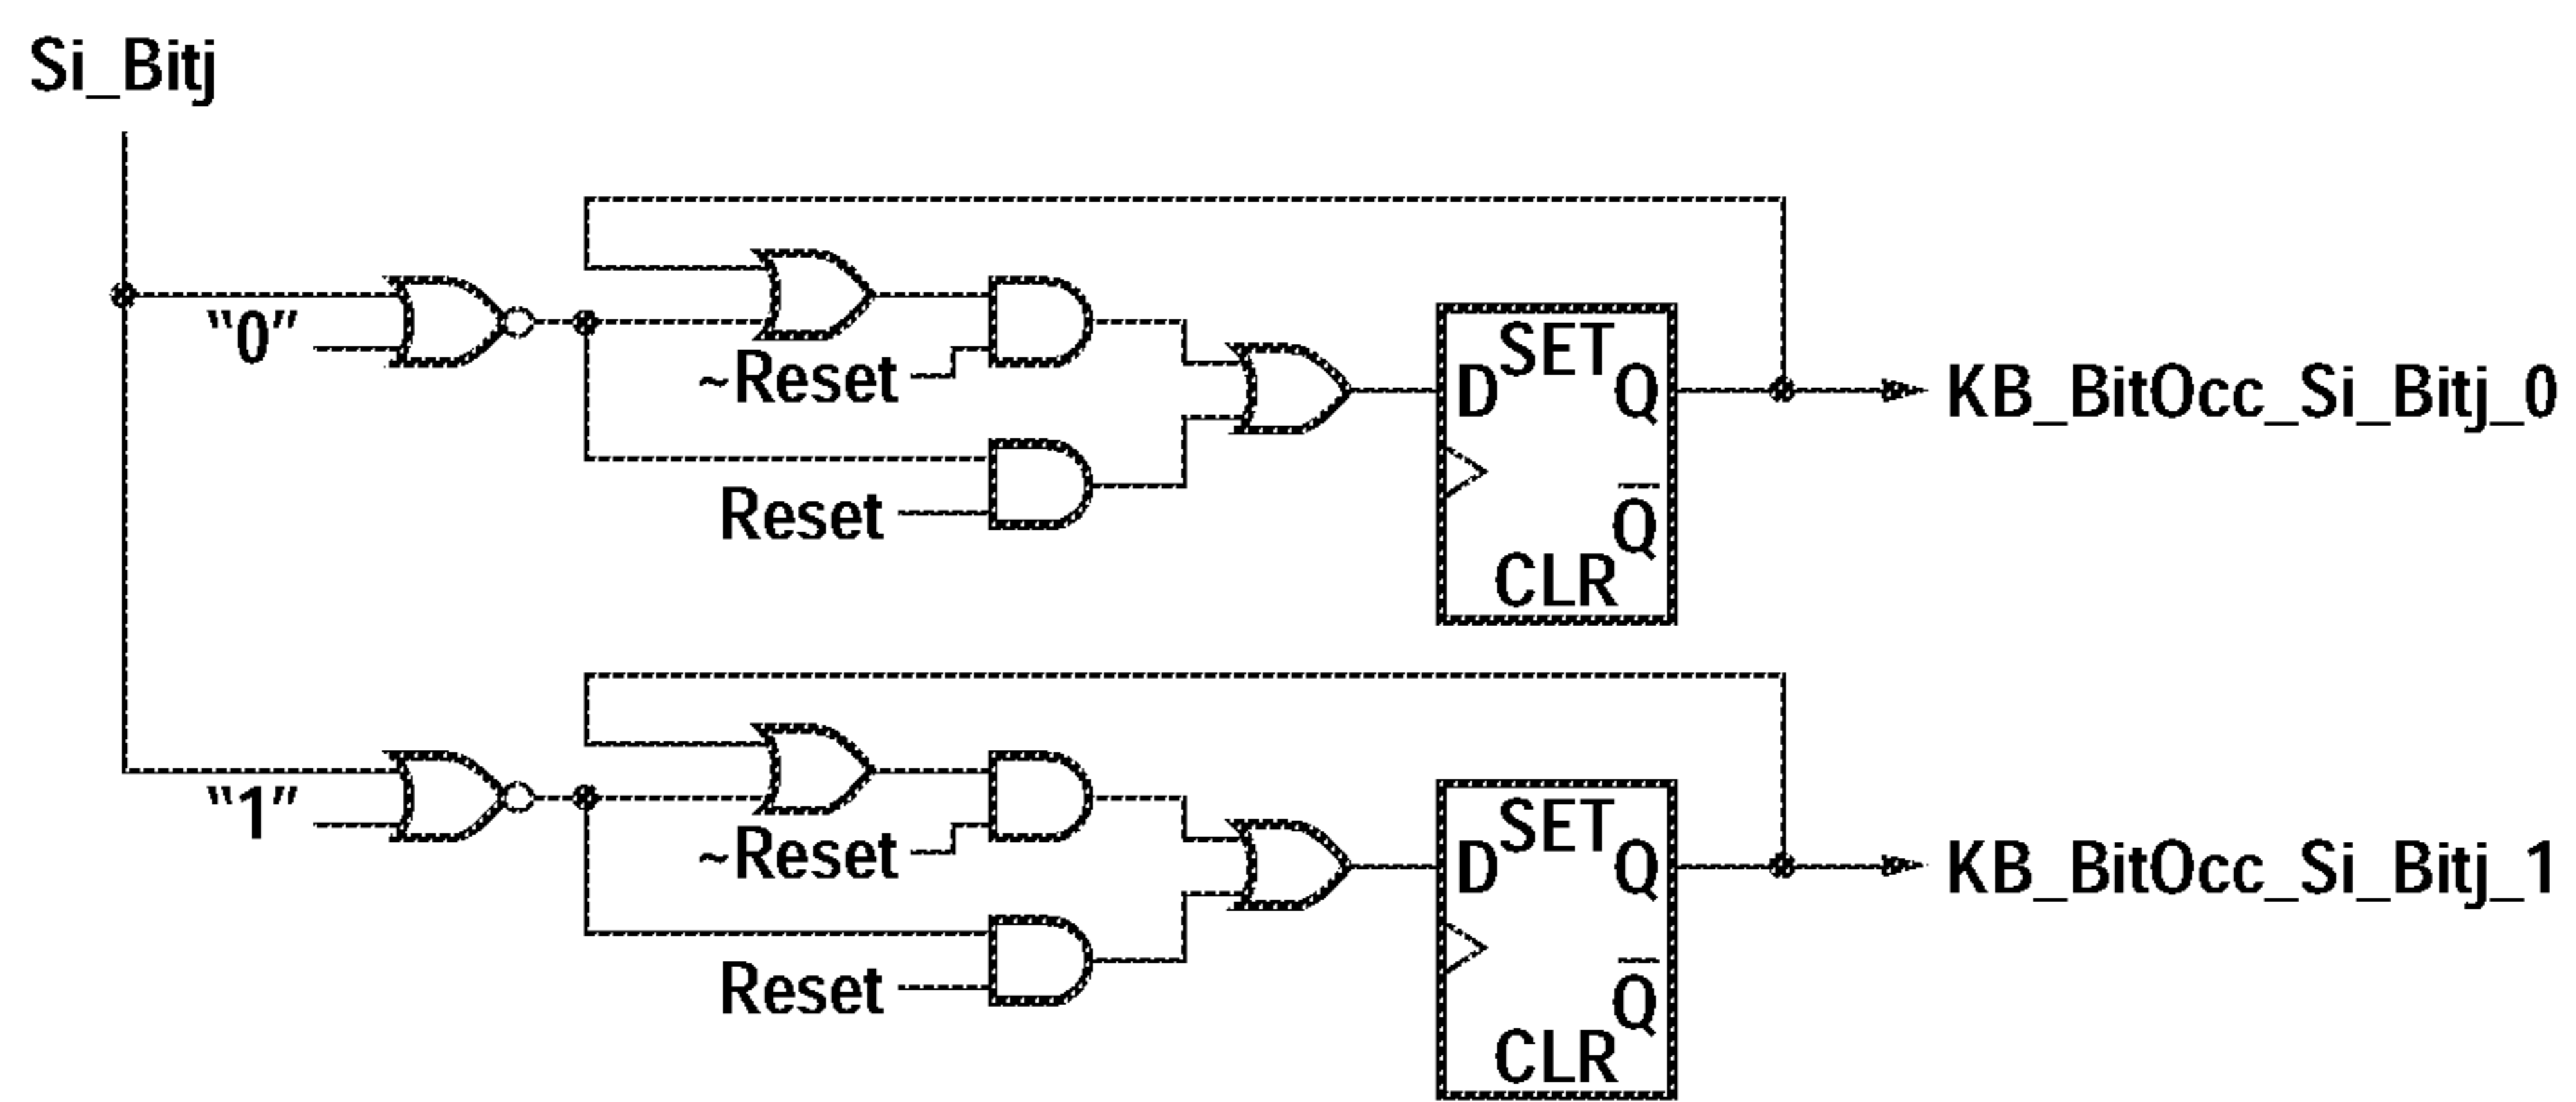 Si_Bitj
"0"
~Reset
Reset
D SET Q
Q
CLR
KB_BitOcc_Si_Bitj_0
"1"
~Reset
Reset
D SET Q
Q
CLR
KB_BitOcc_Si_Bitj_1